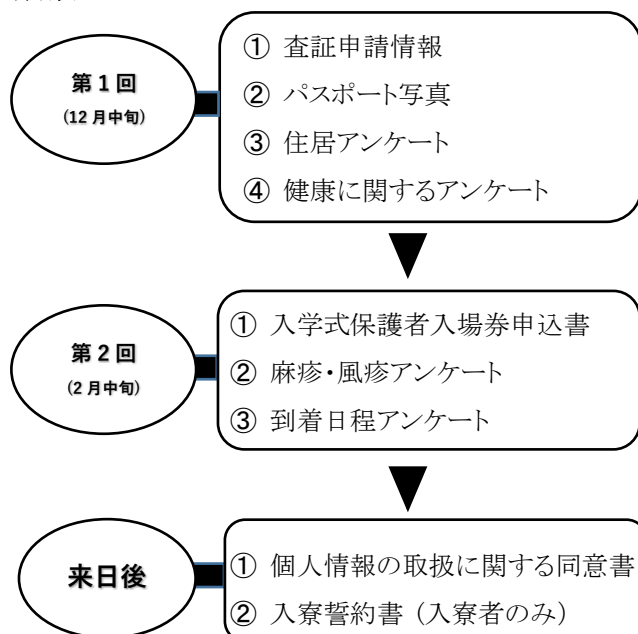 第1回
(12月中旬)
① 査証申請情報
② パスポート写真
③ 住居アンケート
④ 健康に関するアンケート
第2回
(2月中旬)
① 入学式保護者入場券申込書
② 麻疹・風疹アンケート
③ 到着日程アンケート
来日後
① 個人情報の取扱に関する同意書
② 入寮誓約書（入寮者のみ）